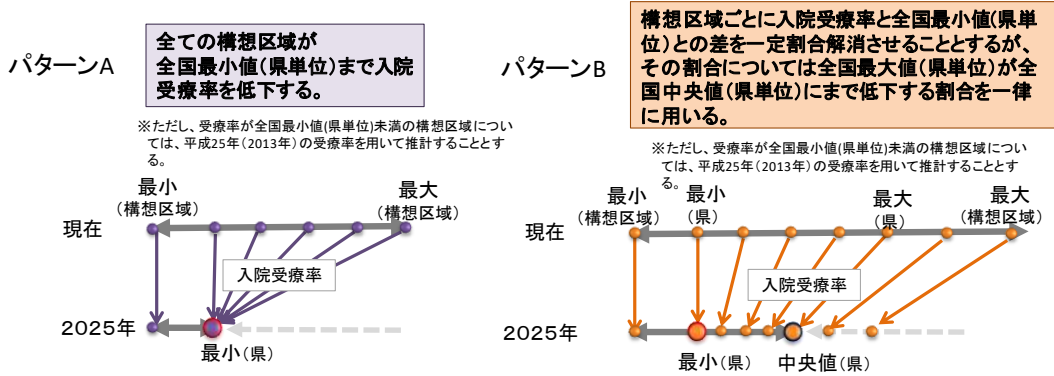 パターンA
全ての構想区域が
全国最小値(県単位)まで入院
受療率を低下する。
※ただし、受療率が全国最小値(県単位)未満の構想区域につい
ては、平成25年(2013年)の受療率を用いて推計することとす
る。
最小
(構想区域)
最大
(構想区域)
現在
入院受療率
2025年
最小(県)
パターンB
構想区域ごとに入院受療率と全国最小値(県単
位)との差を一定割合解消させることとするが、
その割合については全国最大値(県単位)が全
国中央値(県単位)にまで低下する割合を一律
に用いる。
※ただし、受療率が全国最小値(県単位)未満の構想区域につい
ては、平成25年(2013年)の受療率を用いて推計することとす
る。
最小
(構想区域)
最小
(県)
最大
(県)
最大
(構想区域)
現在
入院受療率
2025年
最小(県)
中央値(県)